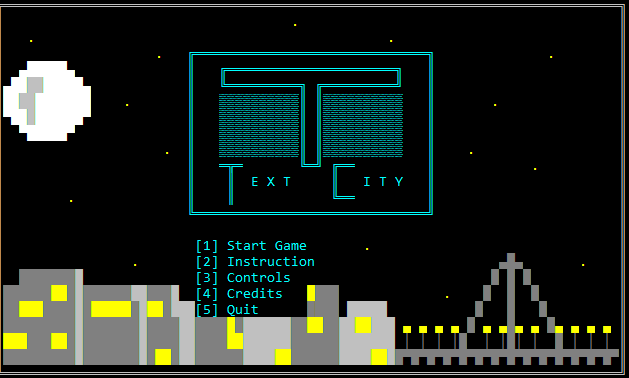 TEXT CITY
[1] Start Game
[2] Instruction
[3] Controls
[4] Credits
[5] Quit